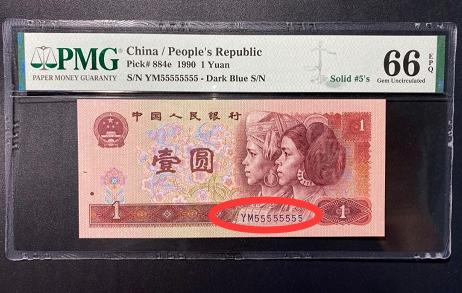 PMG
PAPER MONEY GUARANTY
China / People's Republic
Pick# 884e 1990 1 Yuan
S/N YM55555555 - Dark Blue S/N
Solid #5's
66 EPQ
Gem Uncirculated
中国人民银行
1
壹圆
1
YM55555555
1